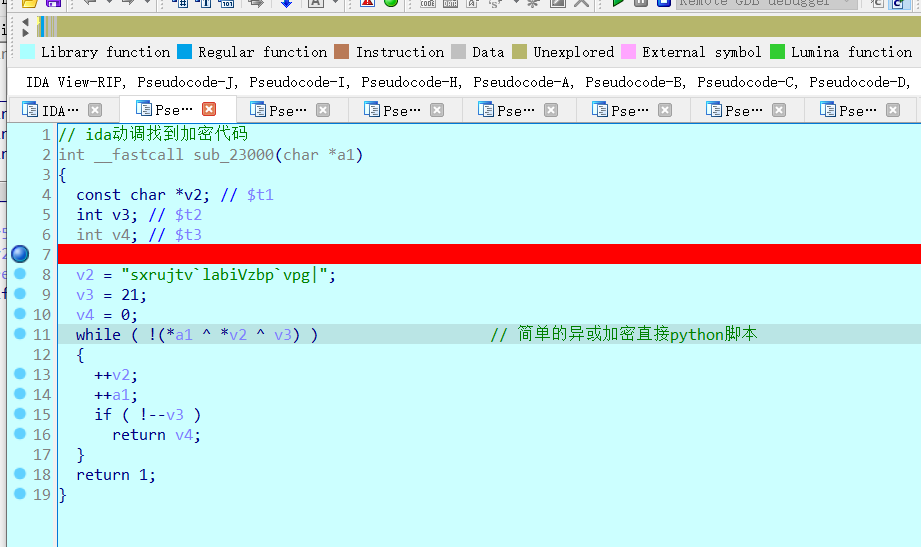 Remote GDB debugger
Library function Regular function Instruction Data Unexplored External symbol Lumina function
IDA View-RIP, Pseudocode-J, Pseudocode-I, Pseudocode-H, Pseudocode-A, Pseudocode-B, Pseudocode-C, Pseudocode-D,
IDA… Pse… Pse… Pse… Pse… Pse… Pse… Pse…
1 // ida动调找到加密代码
2 int __fastcall sub_23000(char *a1)
3 {
4 const char *v2; // $t1
5 int v3; // $t2
6 int v4; // $t3
7
8 v2 = "sxrujtv`labiVzbp`vpg|";
9 v3 = 21;
10 v4 = 0;
11 while ( !(*a1 ^ *v2 ^ v3) ) // 简单的异或加密直接python脚本
12 {
13 ++v2;
14 ++a1;
15 if ( !--v3 )
16 return v4;
17 }
18 return 1;
19 }